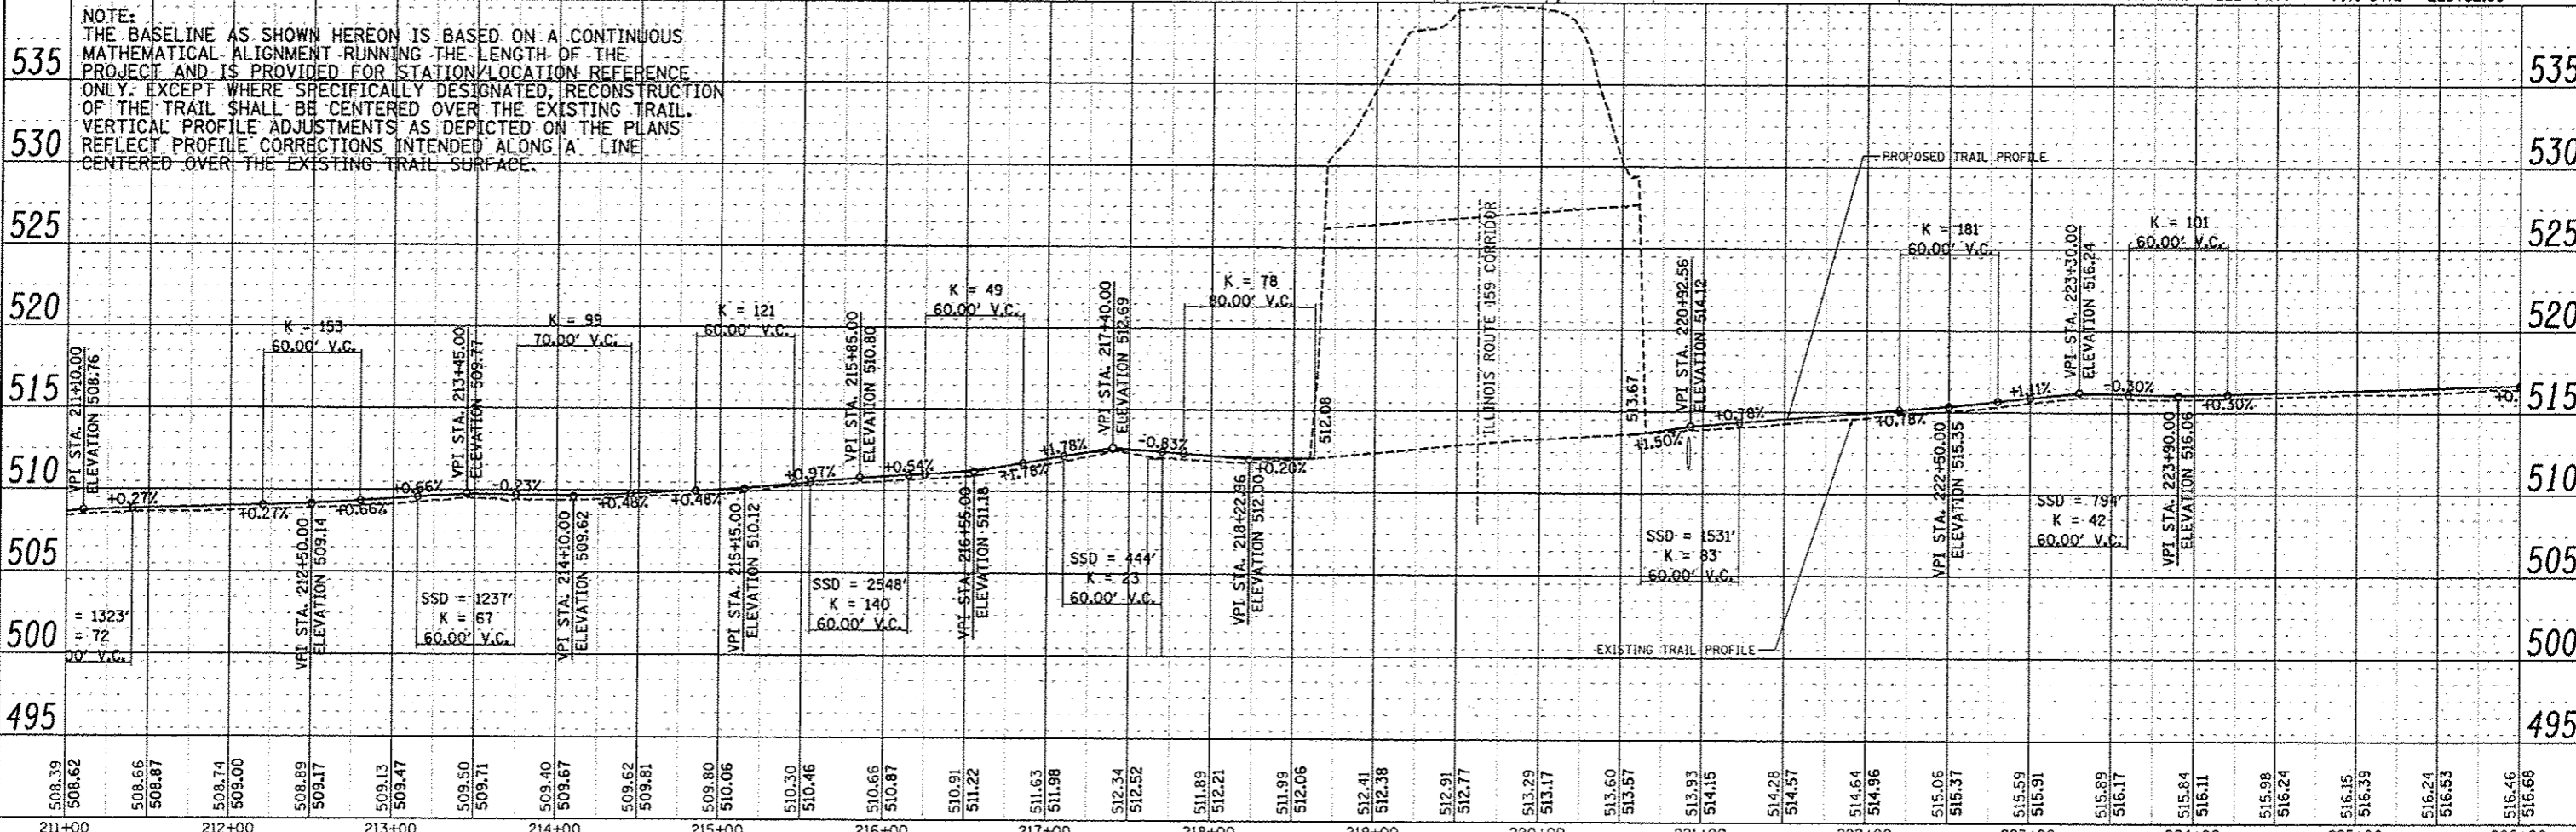 NOTE:
THE BASELINE AS SHOWN HEREON IS BASED ON A CONTINUOUS
MATHEMATICAL ALIGNMENT RUNNING THE LENGTH OF THE
PROJECT AND IS PROVIDED FOR STATION/LOCATION REFERENCE
ONLY. EXCEPT WHERE SPECIFICALLY DESIGNATED, RECONSTRUCTION
OF THE TRAIL SHALL BE CENTERED OVER THE EXISTING TRAIL.
VERTICAL PROFILE ADJUSTMENTS AS DEPICTED ON THE PLANS
REFLECT PROFILE CORRECTIONS INTENDED ALONG A LINE
CENTERED OVER THE EXISTING TRAIL SURFACE.
535
530
525
520
515
510
505
500
495
535
530
525
520
515
510
505
500
495
VPI STA. 211+10.00
ELEVATION 508.76
= 1323'
= 72
00' V.C.
+0.27%
K = 153
60.00' V.C.
+0.27%
VPI STA. 212+50.00
ELEVATION 509.14
+0.66%
+0.66%
VPI STA. 213+45.00
ELEVATION 509.77
SSD = 1237'
K = 67
60.00' V.C.
-0.23%
K = 99
70.00' V.C.
VPI STA. 214+10.00
ELEVATION 509.62
+0.48%
+0.48%
K = 121
60.00' V.C.
VPI STA. 215+15.00
ELEVATION 510.12
+0.97%
VPI STA. 215+85.00
ELEVATION 510.80
SSD = 2548'
K = 140
60.00' V.C.
+0.54%
K = 49
60.00' V.C.
VPI STA. 216+55.00
ELEVATION 511.18
+1.78%
+1.78%
VPI STA. 217+40.00
ELEVATION 512.69
SSD = 444'
K = 23
60.00' V.C.
-0.83%
K = 78
80.00' V.C.
VPI STA. 218+22.96
ELEVATION 512.00
+0.20%
512.08
ILLINOIS ROUTE 159 CORRIDOR
513.67
+1.50%
VPI STA. 220+92.56
ELEVATION 514.12
SSD = 1531'
K = 83
60.00' V.C.
+0.78%
PROPOSED TRAIL PROFILE
EXISTING TRAIL PROFILE
+0.78%
K = 181
60.00' V.C.
VPI STA. 222+50.00
ELEVATION 515.35
+1.11%
VPI STA. 223+30.00
ELEVATION 516.24
SSD = 794'
K = 42
60.00' V.C.
-0.30%
K = 101
60.00' V.C.
VPI STA. 223+90.00
ELEVATION 516.06
+0.30%
+0.
508.39 508.62
508.66 508.87
508.74 509.00
508.89 509.17
509.13 509.47
509.50 509.71
509.40 509.67
509.62 509.81
509.80 510.06
510.30 510.46
510.66 510.87
510.91 511.22
511.63 511.98
512.34 512.52
511.89 512.21
511.99 512.06
512.41 512.38
512.91 512.77
513.29 513.17
513.60 513.57
513.93 514.15
514.28 514.57
514.64 514.96
515.06 515.37
515.59 515.91
515.89 516.17
515.84 516.11
515.98 516.24
516.15 516.39
516.24 516.53
516.46 516.68
211+00 212+00 213+00 214+00 215+00 216+00 217+00 218+00 219+00